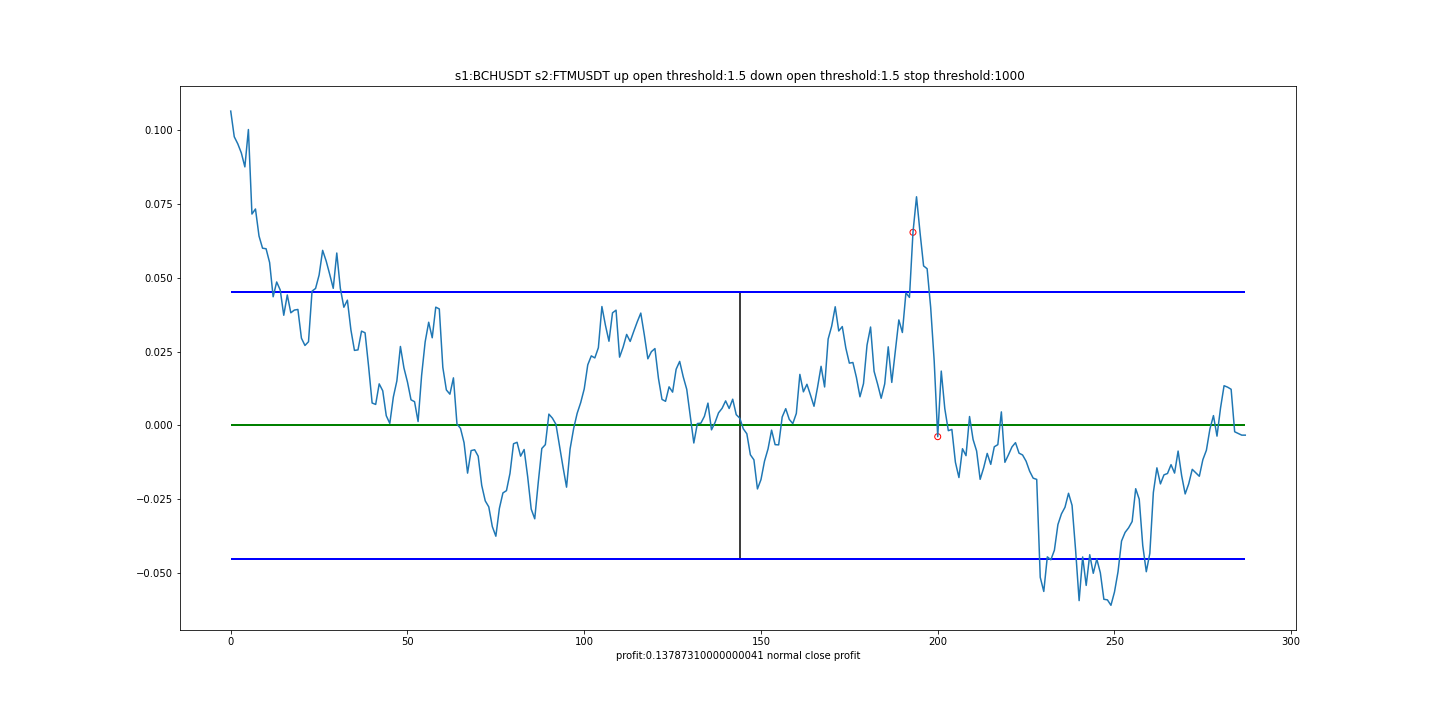 s1:BCHUSDT s2:FTMUSDT up open threshold:1.5 down open threshold:1.5 stop threshold:1000
0.100
0.075
0.050
0.025
0.000
−0.025
−0.050
0 50 100 150 200 250 300
profit:0.13787310000000041 normal close profit